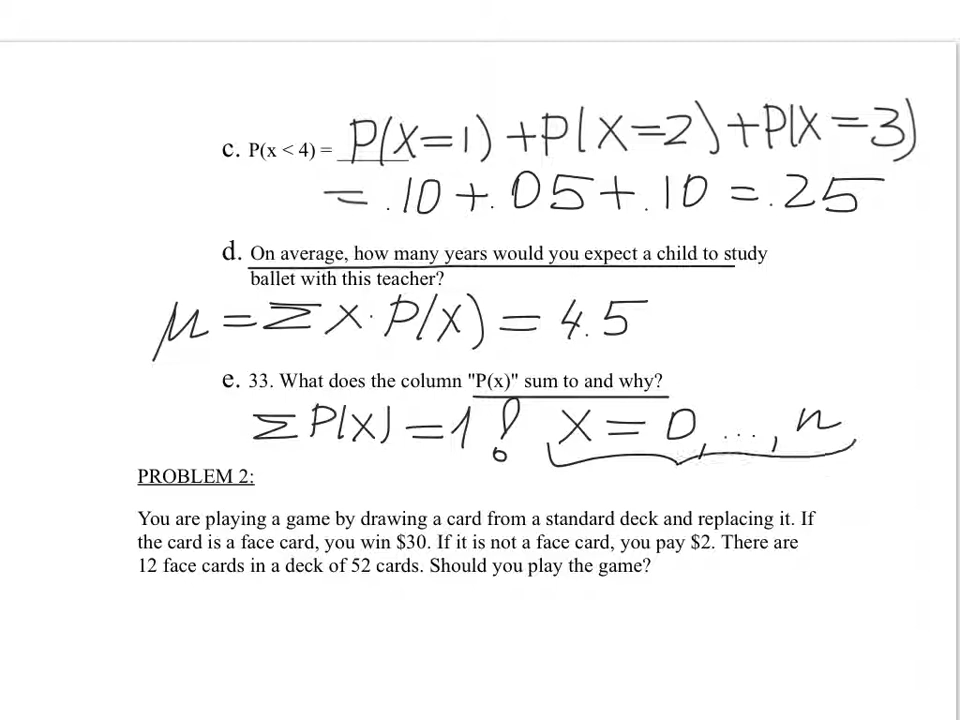 c. P(x < 4) = P(X=1) + P(X=2) + P(X=3)
= .10 + .05 + .10 = .25
d. On average, how many years would you expect a child to study
ballet with this teacher?
μ = Σ X · P(X) = 4.5
e. 33. What does the column "P(x)" sum to and why?
Σ P(X) = 1 ! X = 0, ..., n
PROBLEM 2:
You are playing a game by drawing a card from a standard deck and replacing it. If
the card is a face card, you win $30. If it is not a face card, you pay $2. There are
12 face cards in a deck of 52 cards. Should you play the game?